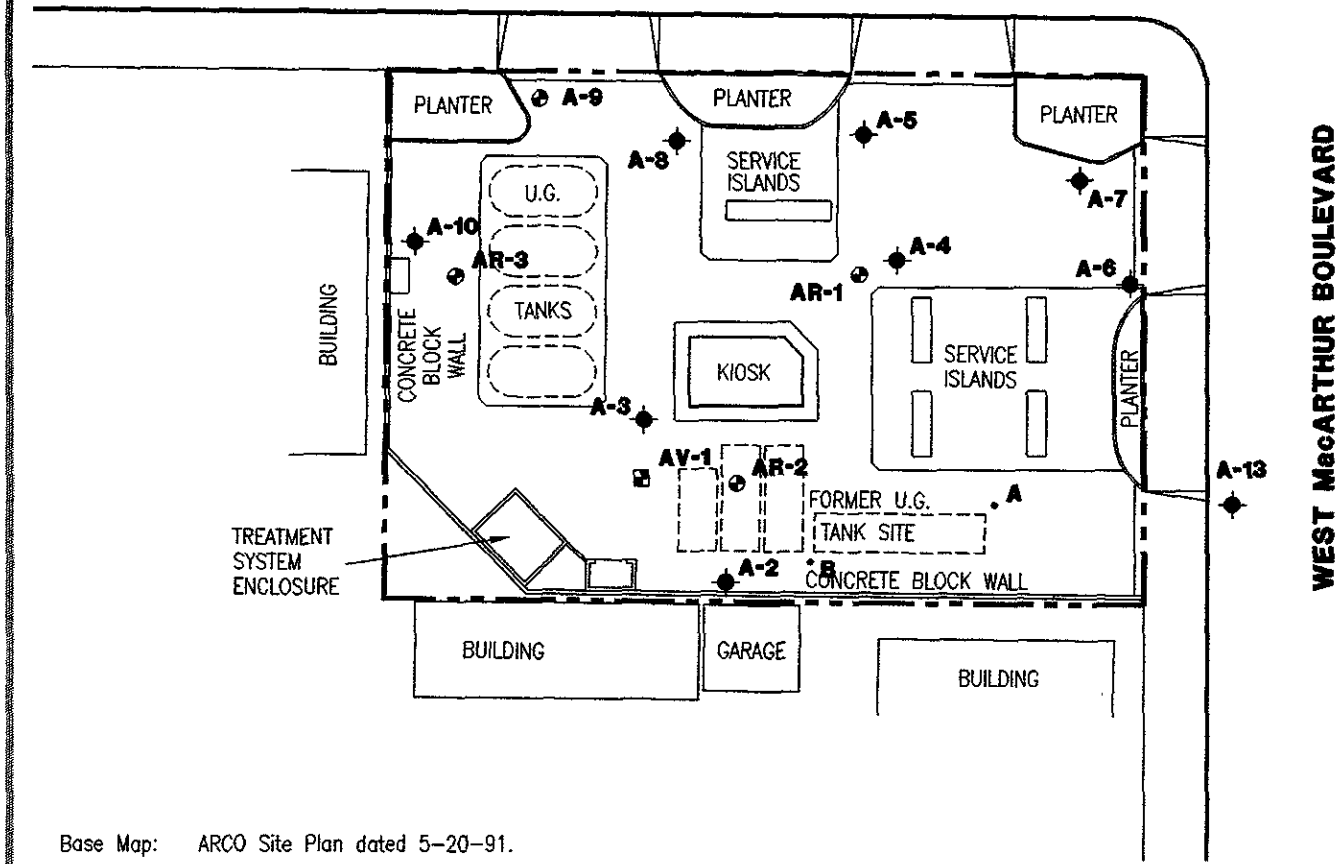 PLANTER
A-9
PLANTER
A-8
A-5
PLANTER
A-7
SERVICE
ISLANDS
U.G.
TANKS
A-10
AR-3
A-4
AR-1
A-6
BUILDING
CONCRETE
BLOCK
WALL
KIOSK
SERVICE
ISLANDS
PLANTER
WEST MacARTHUR BOULEVARD
A-3
AV-1
AR-2
A-13
FORMER U.G.
TANK SITE
A
B
TREATMENT
SYSTEM
ENCLOSURE
A-2
CONCRETE BLOCK WALL
BUILDING
GARAGE
BUILDING
Base Map: ARCO Site Plan dated 5-20-91.